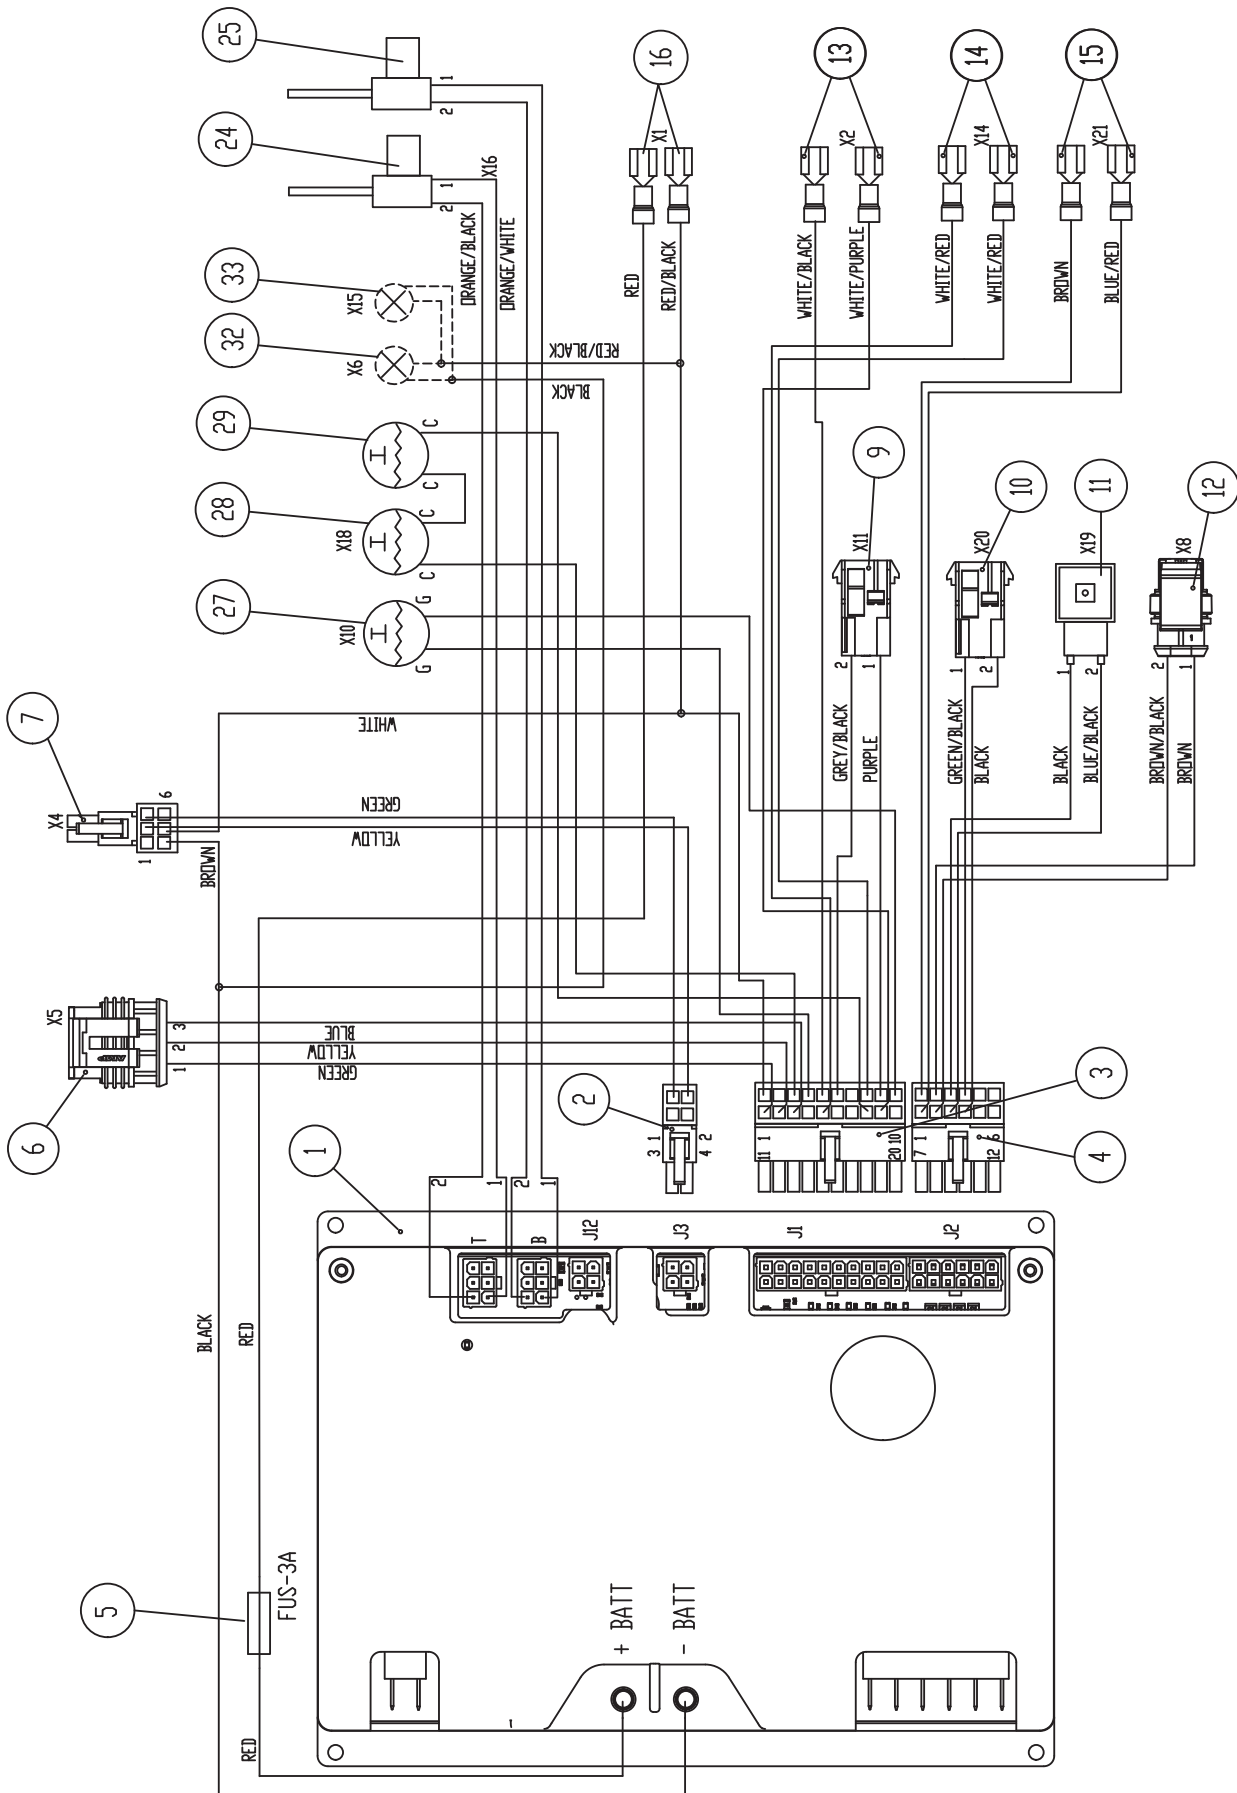 25
24
33
32
29
28
27
7
6
5
1
2
3
4
16
13
14
15
9
10
11
12
1
2
1
2
X16
X15
X6
X18
X10
C
C
C
C
G
G
X1
X2
X14
X21
ORANGE/BLACK
ORANGE/WHITE
RED
RED/BLACK
WHITE/BLACK
WHITE/PURPLE
WHITE/RED
WHITE/RED
BROWN
BLUE/RED
RED/BLACK
BLACK
X11
X20
X19
X8
2
1
1
2
1
2
2
1
GREY/BLACK
PURPLE
GREEN/BLACK
BLACK
BLACK
BLUE/BLACK
BROWN/BLACK
BROWN
X4
1
6
WHITE
GREEN
YELLOW
BROWN
X5
AMP
3
2
1
BLUE
YELLOW
GREEN
3 1
4 2
11 1
20 10
7 1
12 6
2
1
2
1
T
B
J12
J3
J1
J2
BLACK
RED
FUS-3A
RED
+ BATT
- BATT